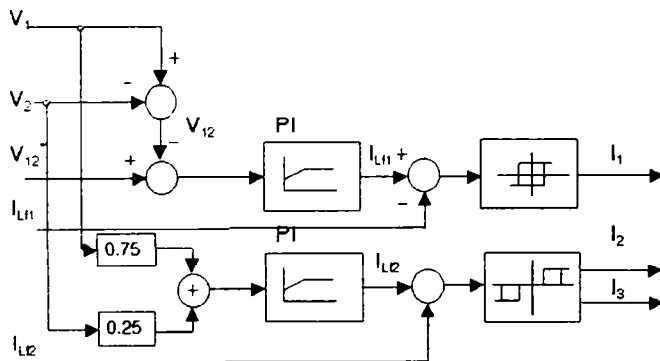 V1
+
V2
-
-
V12
PI
V12*
+
ILf1
+
I1
ILf1
-
PI
I2
0.75
ILf2
+
I3
0.25
ILf2